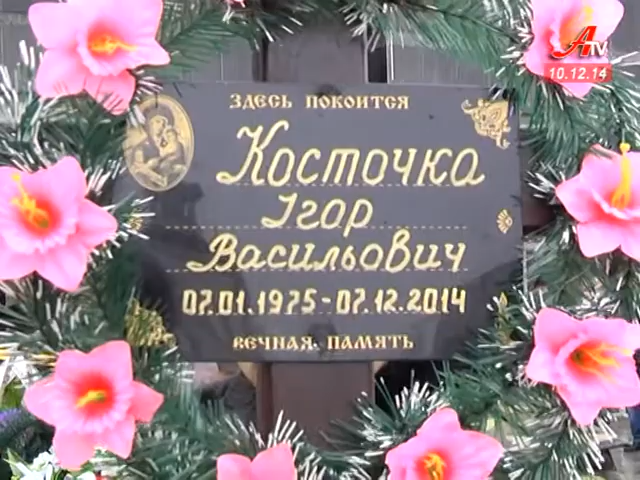 ATV
10.12.14
ЗДЕСЬ ПОКОИТСЯ
Косточка
Ігор
Васильович
07.01.1975-07.12.2014
ВЕЧНАЯ ПАМЯТЬ